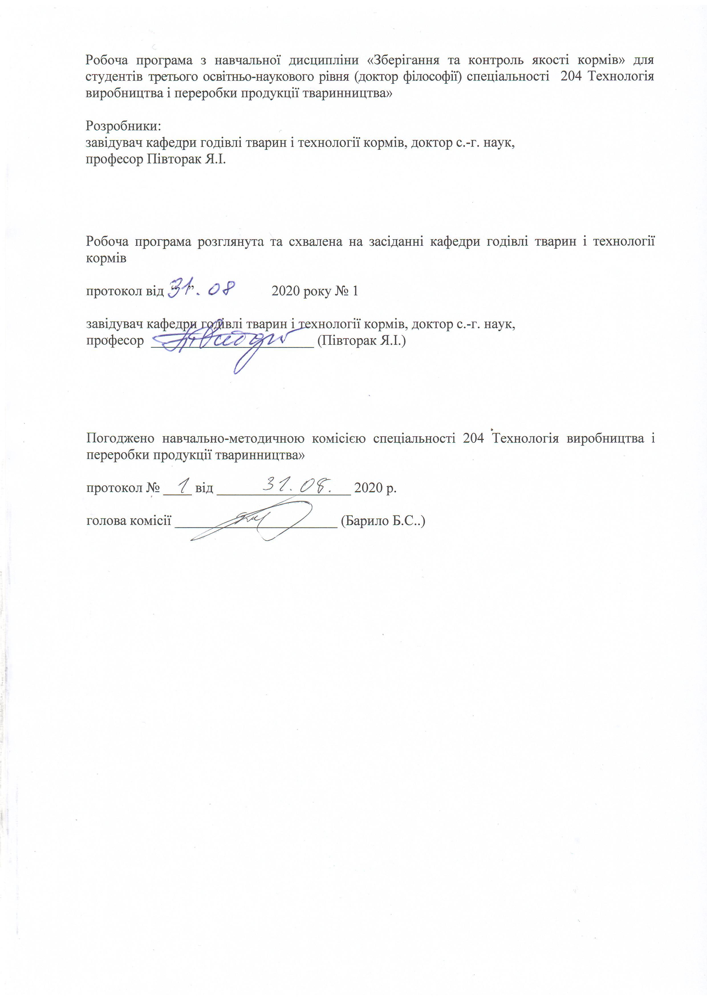 Робоча програма з навчальної дисципліни «Зберігання та контроль якості кормів» для
студентів третього освітньо-наукового рівня (доктор філософії) спеціальності 204 Технологія
виробництва і переробки продукції тваринництва»
Розробники:
завідувач кафедри годівлі тварин і технології кормів, доктор с.-г. наук,
професор Півторак Я.І.
Робоча програма розглянута та схвалена на засіданні кафедри годівлі тварин і технології
кормів
протокол від “31”. 08 2020 року № 1
завідувач кафедри годівлі тварин і технології кормів, доктор с.-г. наук,
професор (Півторак Я.І.)
Погоджено навчально-методичною комісією спеціальності 204 Технологія виробництва і
переробки продукції тваринництва»
протокол № 1 від 31. 08. 2020 р.
голова комісії (Барило Б.С..)